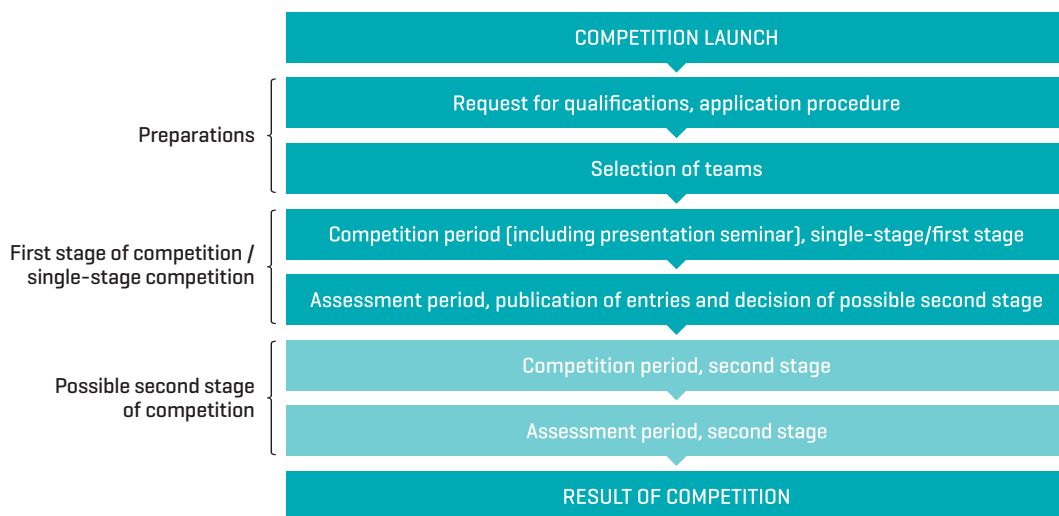 COMPETITION LAUNCH
Preparations
Request for qualifications, application procedure
Selection of teams
First stage of competition /
single-stage competition
Competition period (including presentation seminar), single-stage/first stage
Assessment period, publication of entries and decision of possible second stage
Possible second stage
of competition
Competition period, second stage
Assessment period, second stage
RESULT OF COMPETITION